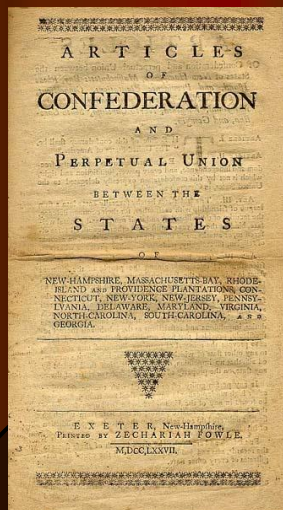 ARTICLES
OF
CONFEDERATION
AND
PERPETUAL UNION
BETWEEN THE
STATES
OF
NEW-HAMPSHIRE, MASSACHUSETTS-BAY, RHODE-
ISLAND AND PROVIDENCE PLANTATIONS, CON-
NECTICUT, NEW-YORK, NEW-JERSEY, PENNSY-
LVANIA, DELAWARE, MARYLAND, VIRGINIA,
NORTH-CAROLINA, SOUTH-CAROLINA, AND
GEORGIA.
EXETER, New-Hampshire,
PRINTED BY ZECHARIAH FOWLE,
M,DCC,LXXVII.